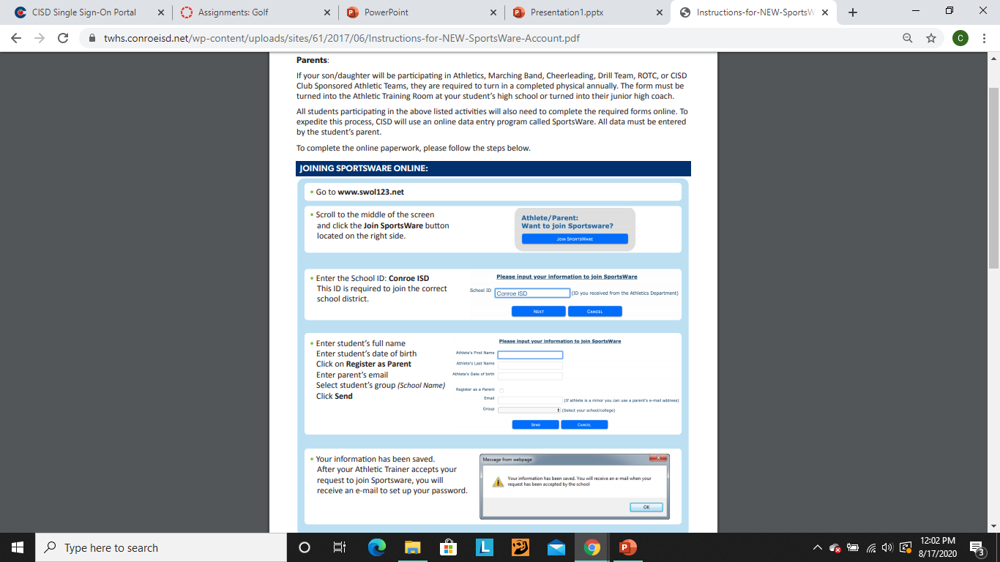 CISD Single Sign-On Portal
Assignments: Golf
PowerPoint
Presentation1.pptx
Instructions-for-NEW-SportsW
twhs.conroeisd.net/wp-content/uploads/sites/61/2017/06/Instructions-for-NEW-SportsWare-Account.pdf
C
Parents:
If your son/daughter will be participating in Athletics, Marching Band, Cheerleading, Drill Team, ROTC, or CISD
Club Sponsored Athletic Teams, they are required to turn in a completed physical annually. The form must be
turned into the Athletic Training Room at your student's high school or turned into their junior high coach.
All students participating in the above listed activities will also need to complete the required forms online. To
expedite this process, CISD will use an online data entry program called SportsWare. All data must be entered
by the student's parent.
To complete the online paperwork, please follow the steps below.
JOINING SPORTSWARE ONLINE:
• Go to www.swol123.net
• Scroll to the middle of the screen
and click the Join SportsWare button
located on the right side.
Athlete/Parent:
Want to join Sportsware?
JOIN SPORTSWARE
• Enter the School ID: Conroe ISD
This ID is required to join the correct
school district.
Please input your information to join SportsWare
School ID Conroe ISD (ID you received from the Athletics Department)
NEXT CANCEL
• Enter student's full name
Enter student's date of birth
Click on Register as Parent
Enter parent's email
Select student's group (School Name)
Click Send
Please input your information to join SportsWare
Athlete's First Name
Athlete's Last Name
Athlete's Date of birth
Register as a Parent
Email (If athlete is a minor you can use a parent's e-mail address)
Group (Select your school/college)
SEND CANCEL
• Your information has been saved.
After your Athletic Trainer accepts your
request to join Sportsware, you will
receive an e-mail to set up your password.
Message from webpage
Your information has been saved. You will receive an e-mail when your
request has been accepted by the school
OK
Type here to search
L
P
12:02 PM
8/17/2020
3